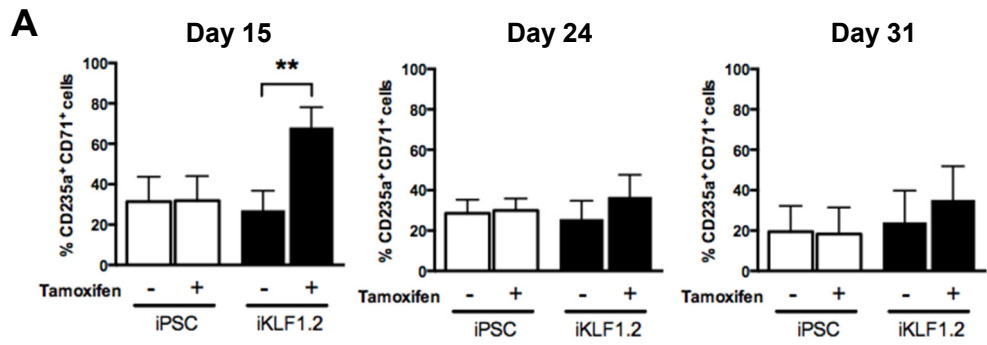 A
Day 15
Day 24
Day 31
% CD235a+ CD71+ cells
100
80
60
40
20
0
**
Tamoxifen - + - +
iPSC iKLF1.2
% CD235a+ CD71+ cells
100
80
60
40
20
0
Tamoxifen - + - +
iPSC iKLF1.2
% CD235a+ CD71+ cells
100
80
60
40
20
0
Tamoxifen - + - +
iPSC iKLF1.2